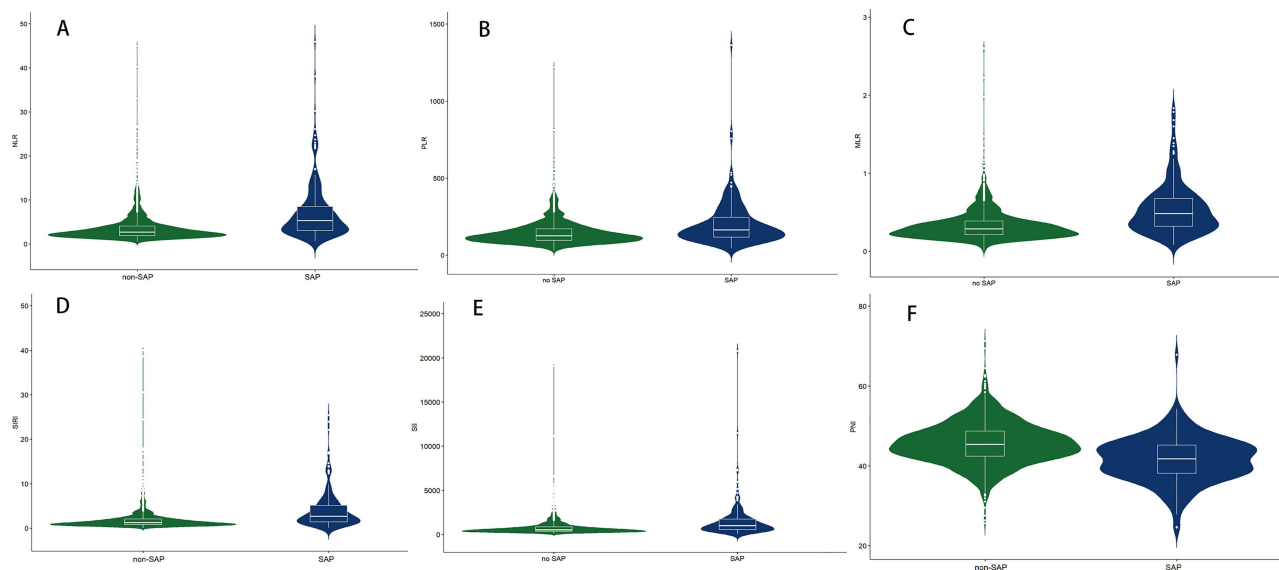 A
50
40
30
20
10
0
NLR
non-SAP
SAP
B
1500
1000
500
0
PLR
no SAP
SAP
C
3
2
1
0
MLR
no SAP
SAP
D
50
40
30
20
10
0
SIRI
non-SAP
SAP
E
25000
20000
15000
10000
5000
0
SII
no SAP
SAP
F
80
60
40
20
PNI
non-SAP
SAP